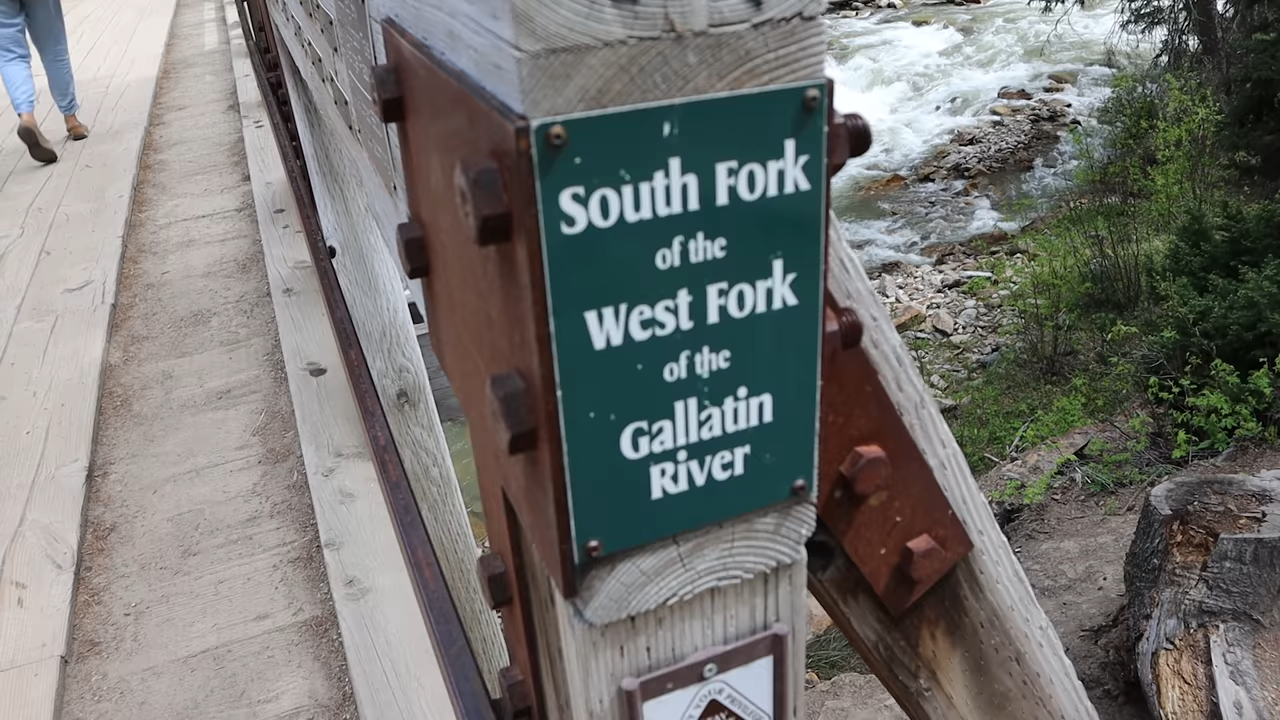 South Fork
of the
West Fork
of the
Gallatin
River